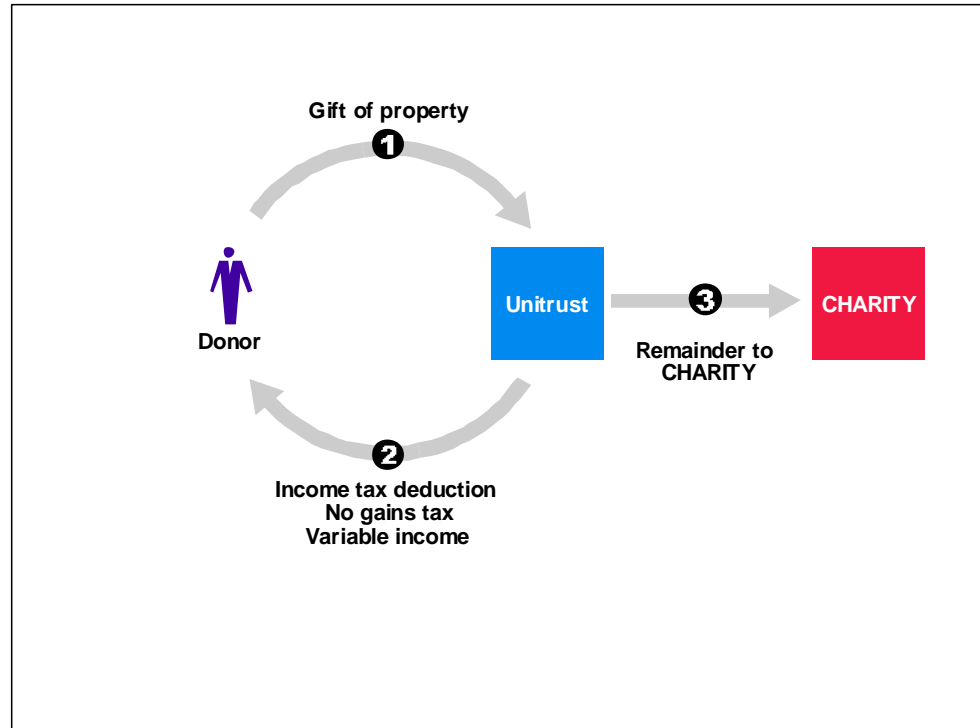 Gift of property
1
Donor
Unitrust
3
CHARITY
Remainder to
CHARITY
2
Income tax deduction
No gains tax
Variable income